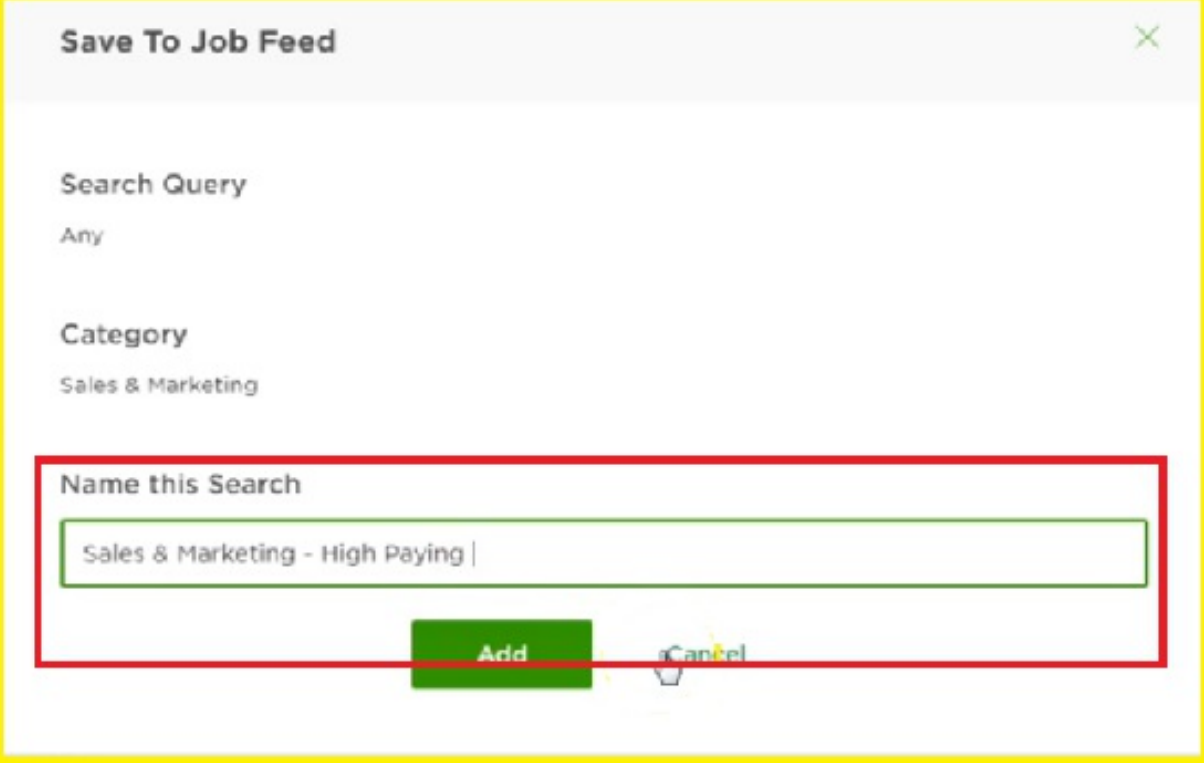 Save To Job Feed
Search Query
Any
Category
Sales & Marketing
Name this Search
Sales & Marketing - High Paying
Add Cancel